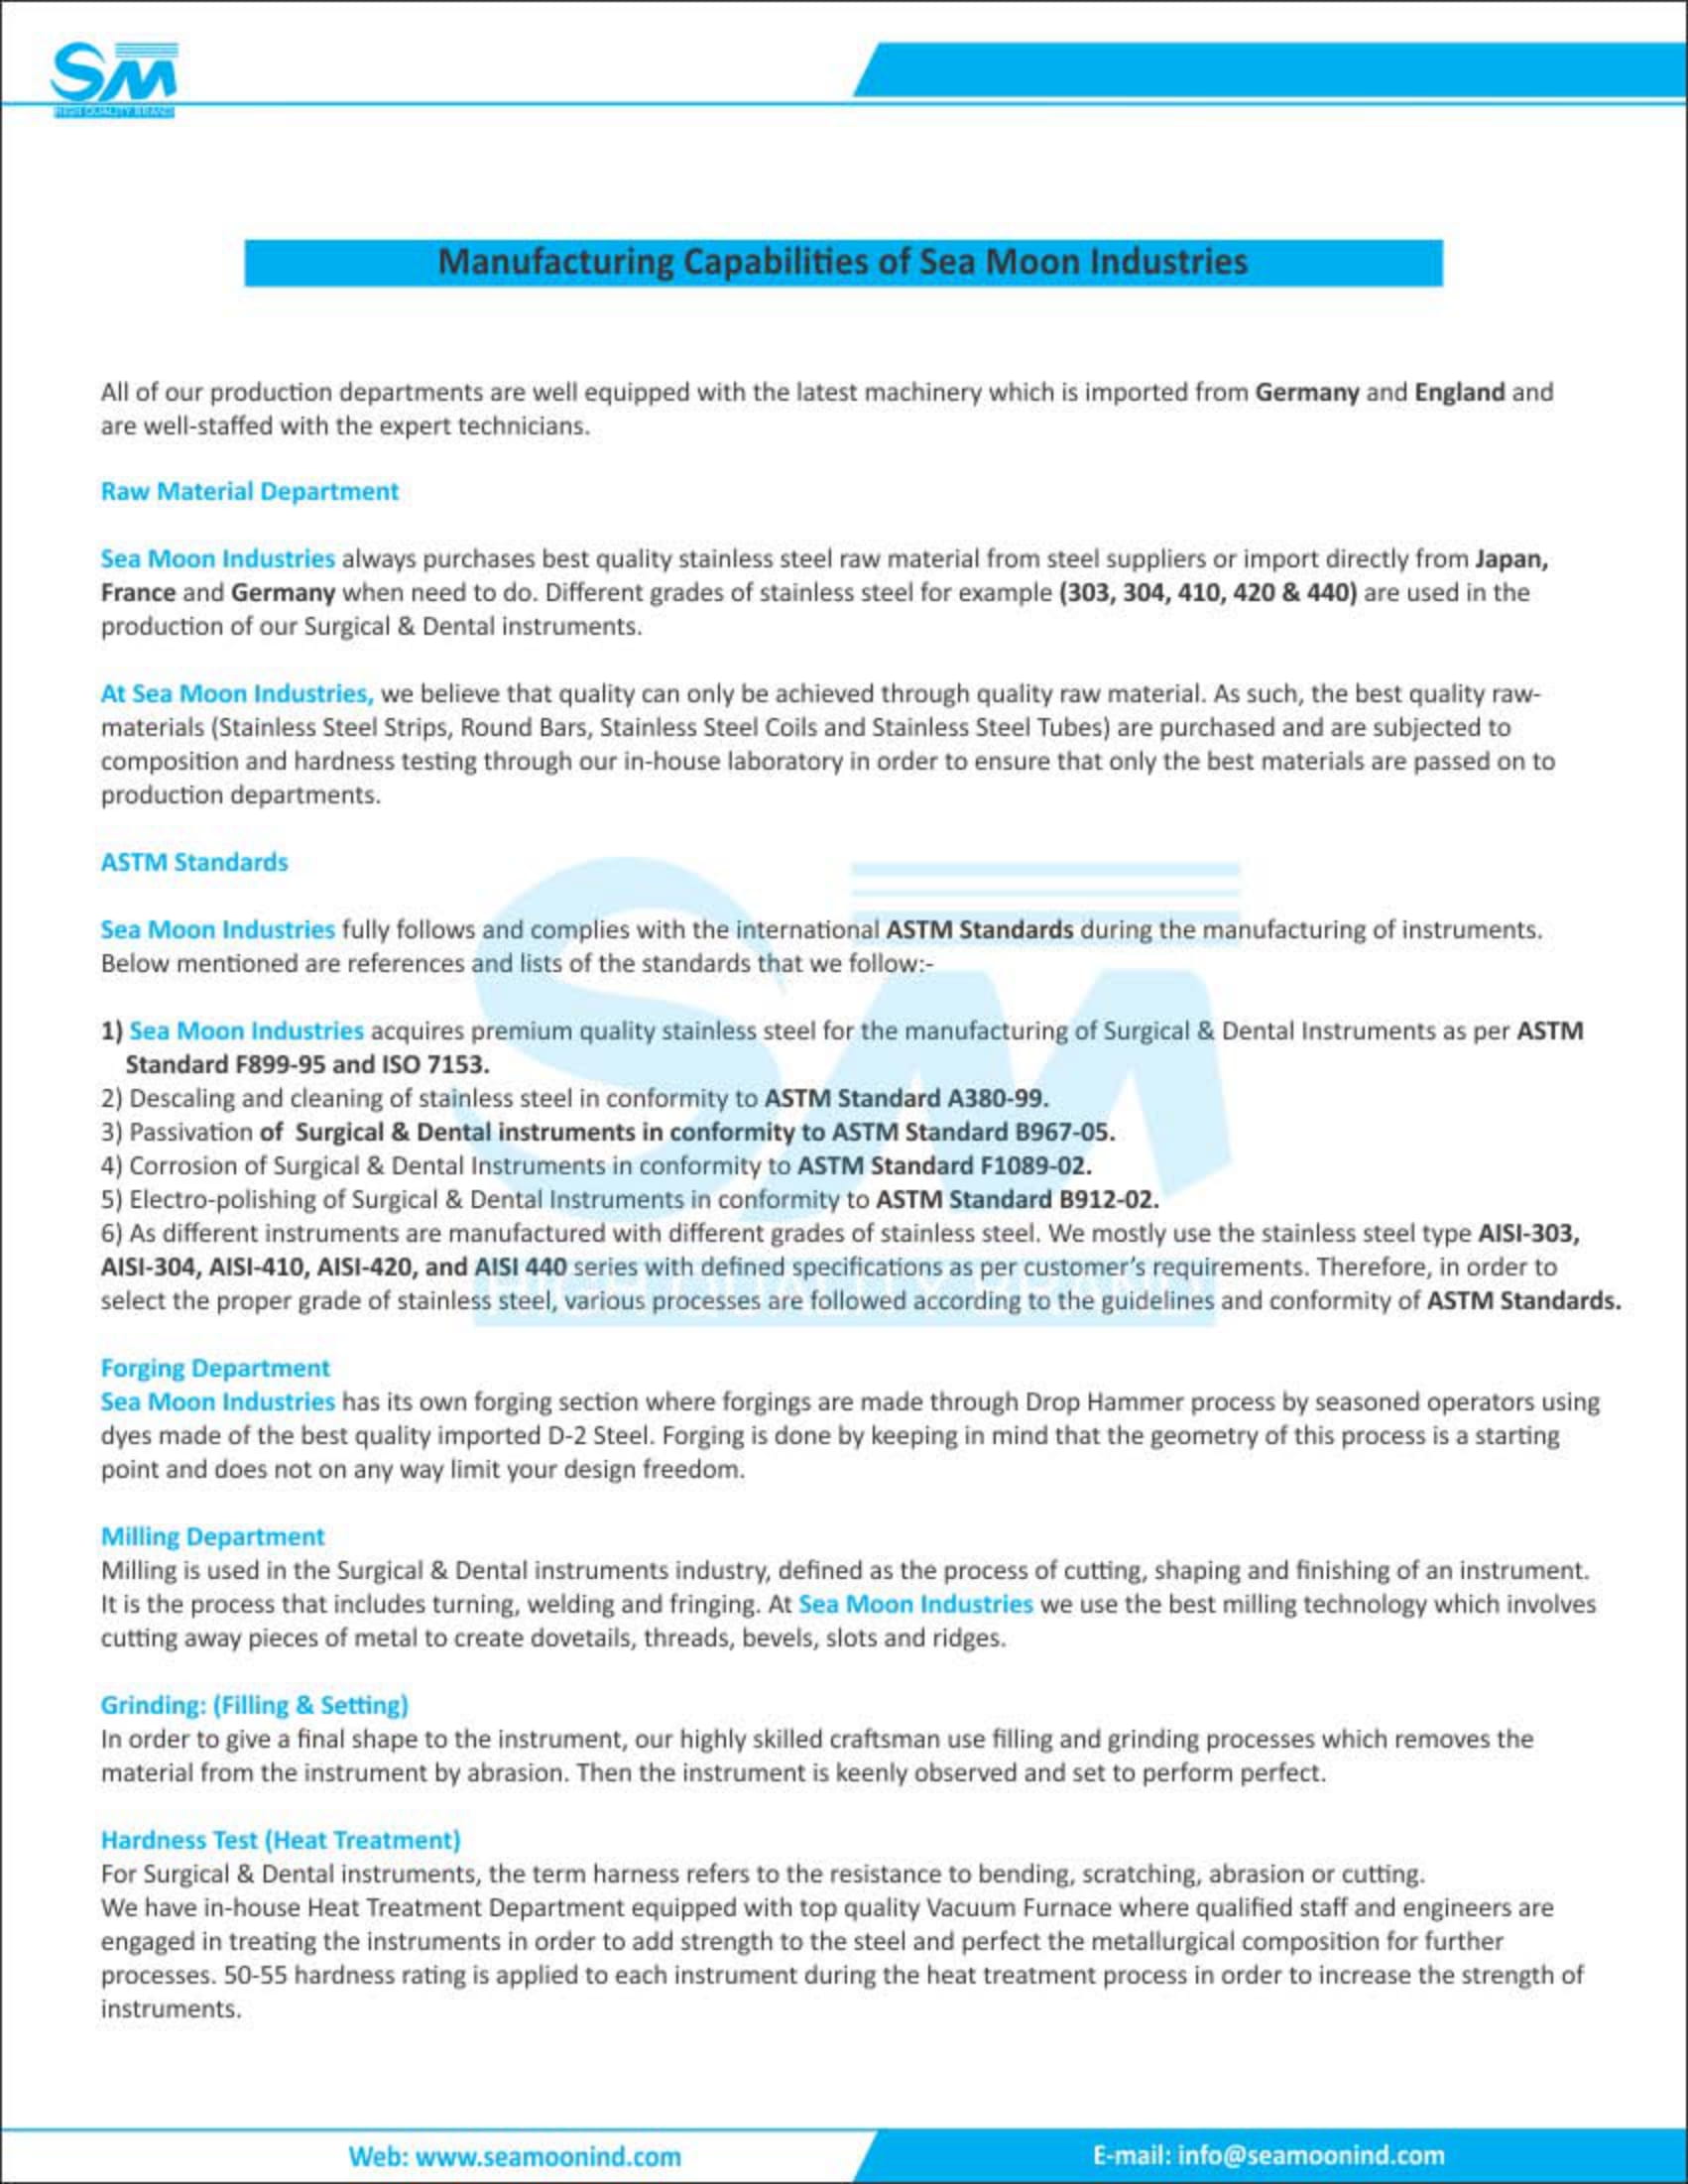 SM
HIGH QUALITY BRAND
Manufacturing Capabilities of Sea Moon Industries
All of our production departments are well equipped with the latest machinery which is imported from Germany and England and
are well-staffed with the expert technicians.
Raw Material Department
Sea Moon Industries always purchases best quality stainless steel raw material from steel suppliers or import directly from Japan,
France and Germany when need to do. Different grades of stainless steel for example (303, 304, 410, 420 & 440) are used in the
production of our Surgical & Dental instruments.
At Sea Moon Industries, we believe that quality can only be achieved through quality raw material. As such, the best quality raw-
materials (Stainless Steel Strips, Round Bars, Stainless Steel Coils and Stainless Steel Tubes) are purchased and are subjected to
composition and hardness testing through our in-house laboratory in order to ensure that only the best materials are passed on to
production departments.
ASTM Standards
Sea Moon Industries fully follows and complies with the international ASTM Standards during the manufacturing of instruments.
Below mentioned are references and lists of the standards that we follow:-
1) Sea Moon Industries acquires premium quality stainless steel for the manufacturing of Surgical & Dental Instruments as per ASTM
Standard F899-95 and ISO 7153.
2) Descaling and cleaning of stainless steel in conformity to ASTM Standard A380-99.
3) Passivation of Surgical & Dental instruments in conformity to ASTM Standard B967-05.
4) Corrosion of Surgical & Dental Instruments in conformity to ASTM Standard F1089-02.
5) Electro-polishing of Surgical & Dental Instruments in conformity to ASTM Standard B912-02.
6) As different instruments are manufactured with different grades of stainless steel. We mostly use the stainless steel type AISI-303,
AISI-304, AISI-410, AISI-420, and AISI 440 series with defined specifications as per customer's requirements. Therefore, in order to
select the proper grade of stainless steel, various processes are followed according to the guidelines and conformity of ASTM Standards.
Forging Department
Sea Moon Industries has its own forging section where forgings are made through Drop Hammer process by seasoned operators using
dyes made of the best quality imported D-2 Steel. Forging is done by keeping in mind that the geometry of this process is a starting
point and does not on any way limit your design freedom.
Milling Department
Milling is used in the Surgical & Dental instruments industry, defined as the process of cutting, shaping and finishing of an instrument.
It is the process that includes turning, welding and fringing. At Sea Moon Industries we use the best milling technology which involves
cutting away pieces of metal to create dovetails, threads, bevels, slots and ridges.
Grinding: (Filling & Setting)
In order to give a final shape to the instrument, our highly skilled craftsman use filling and grinding processes which removes the
material from the instrument by abrasion. Then the instrument is keenly observed and set to perform perfect.
Hardness Test (Heat Treatment)
For Surgical & Dental instruments, the term harness refers to the resistance to bending, scratching, abrasion or cutting.
We have in-house Heat Treatment Department equipped with top quality Vacuum Furnace where qualified staff and engineers are
engaged in treating the instruments in order to add strength to the steel and perfect the metallurgical composition for further
processes. 50-55 hardness rating is applied to each instrument during the heat treatment process in order to increase the strength of
instruments.
Web: www.seamoonind.com
E-mail: info@seamoonind.com